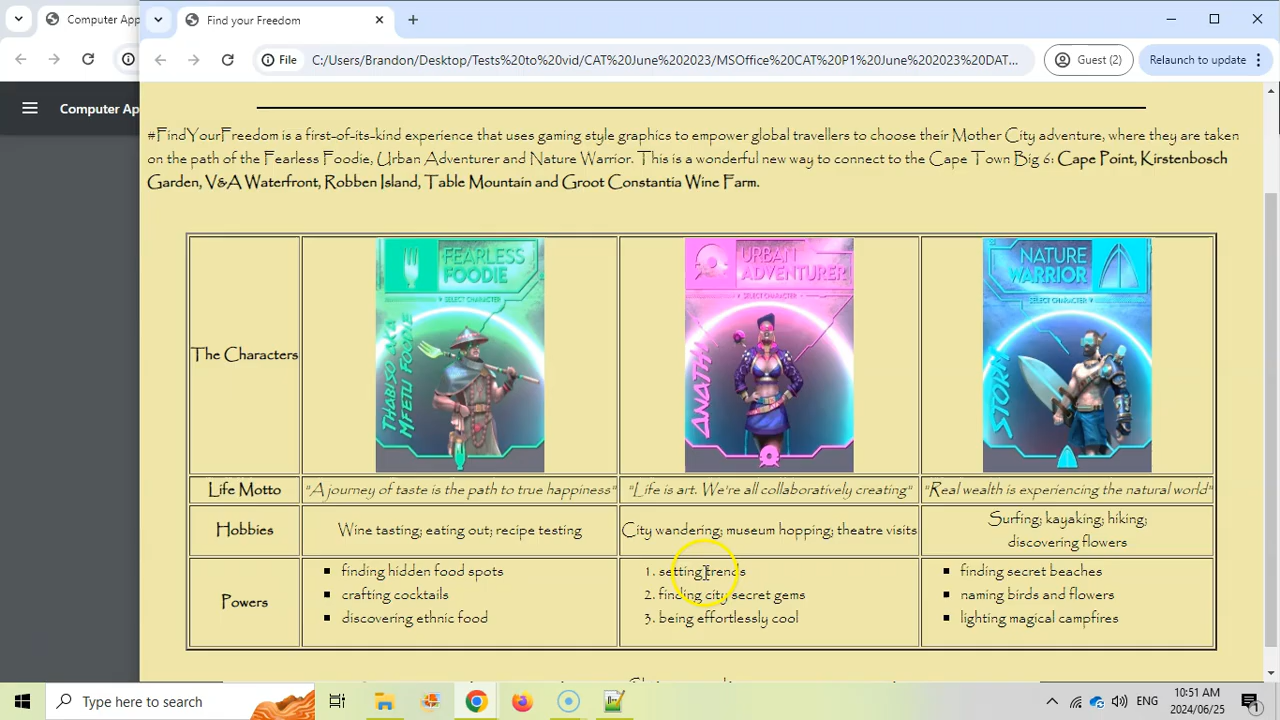 Computer App
Find your Freedom
File
C:/Users/Brandon/Desktop/Tests%20to%20vid/CAT%20June%202023/MSOffice%20CAT%20P1%20June%202023%20DAT...
Guest (2)
Relaunch to update
Computer App
#FindYourFreedom is a first-of-its-kind experience that uses gaming style graphics to empower global travellers to choose their Mother City adventure, where they are taken
on the path of the Fearless Foodie; Urban Adventurer and Nature Warrior. This is a wonderful new way to connect to the Cape Town Big 6: Cape Point, Kirstenbosch
Garden, V&A Waterfront, Robben Island, Table Mountain and Groot Constantia Wine Farm.
The Characters
FEARLESS
FOODIE
SELECT CHARACTER
THABISO AKA
MFETU FOODIE
URBAN
ADVENTURER
SELECT CHARACTER
ANATH
NATURE
WARRIOR
SELECT CHARACTER
STORM
Life Motto
"A journey of taste is the path to true happiness"
"Life is art. We're all collaboratively creating"
"Real wealth is experiencing the natural world"
Hobbies
Wine tasting; eating out; recipe testing
City wandering; museum hopping; theatre visits
Surfing; kayaking; hiking;
discovering flowers
Powers
finding hidden food spots
crafting cocktails
discovering ethnic food
1. setting trends
2. finding city secret gems
3. being effortlessly cool
finding secret beaches
naming birds and flowers
lighting magical campfires
Type here to search
ENG
10:51 AM
2024/06/25